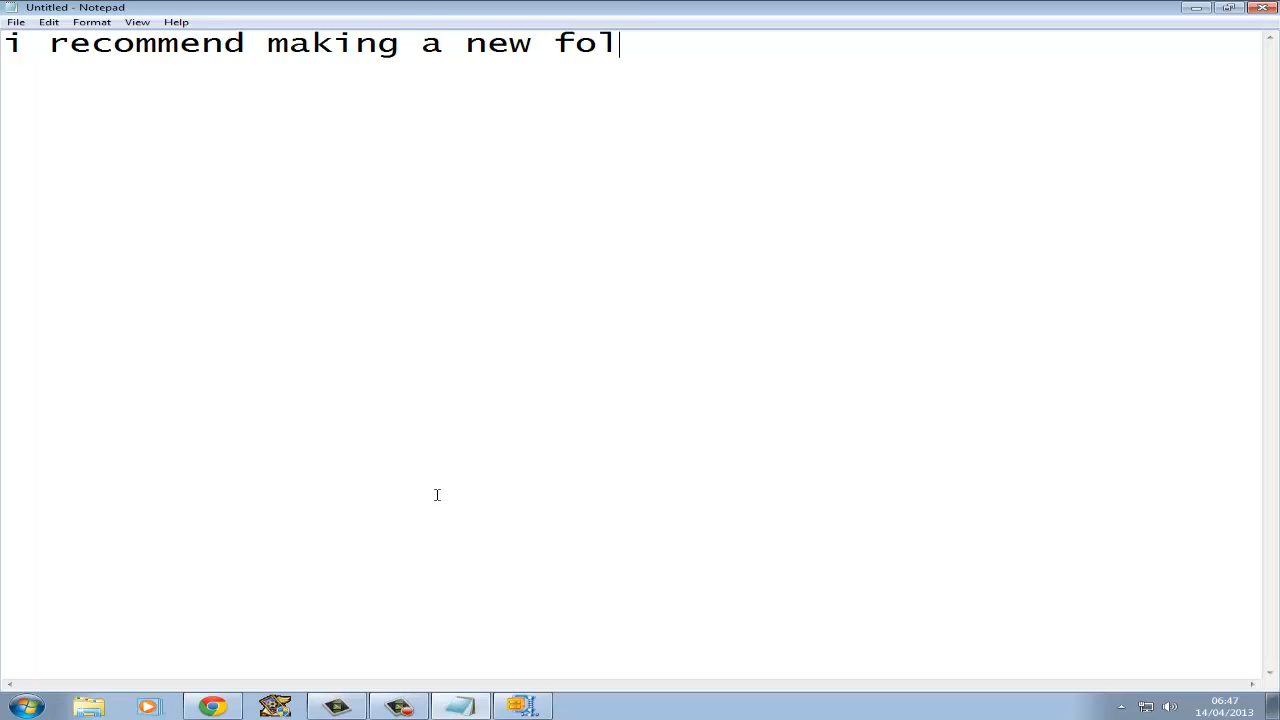 Untitled - Notepad
File Edit Format View Help
i recommend making a new fol
06:47
14/04/2013